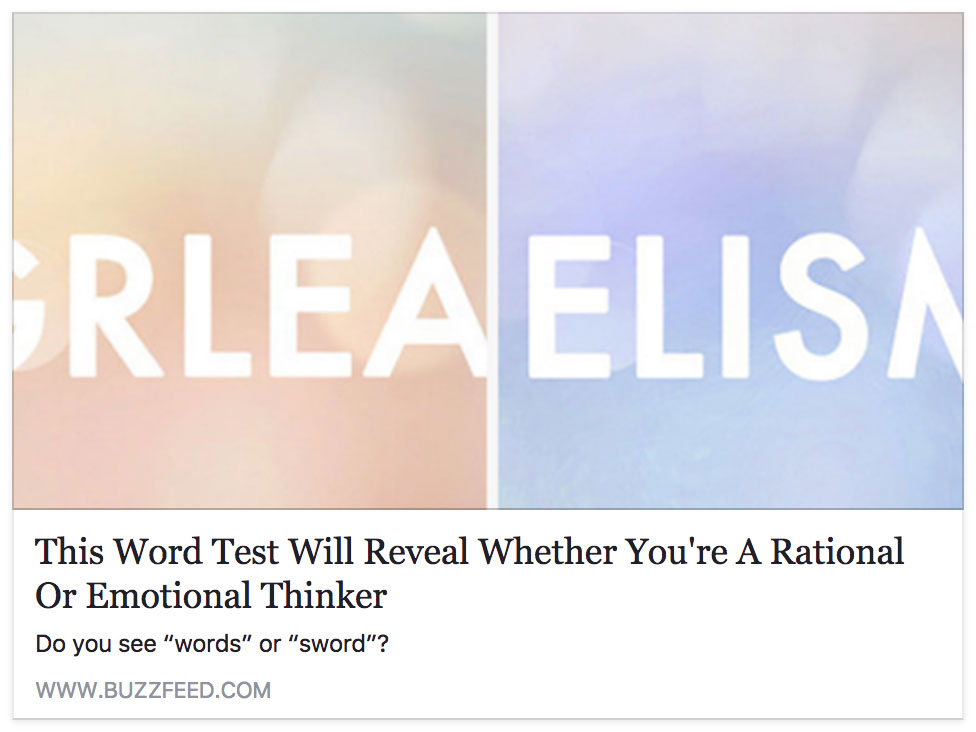 GRLEA
ELISM
This Word Test Will Reveal Whether You're A Rational
Or Emotional Thinker
Do you see “words” or “sword”?
WWW.BUZZFEED.COM